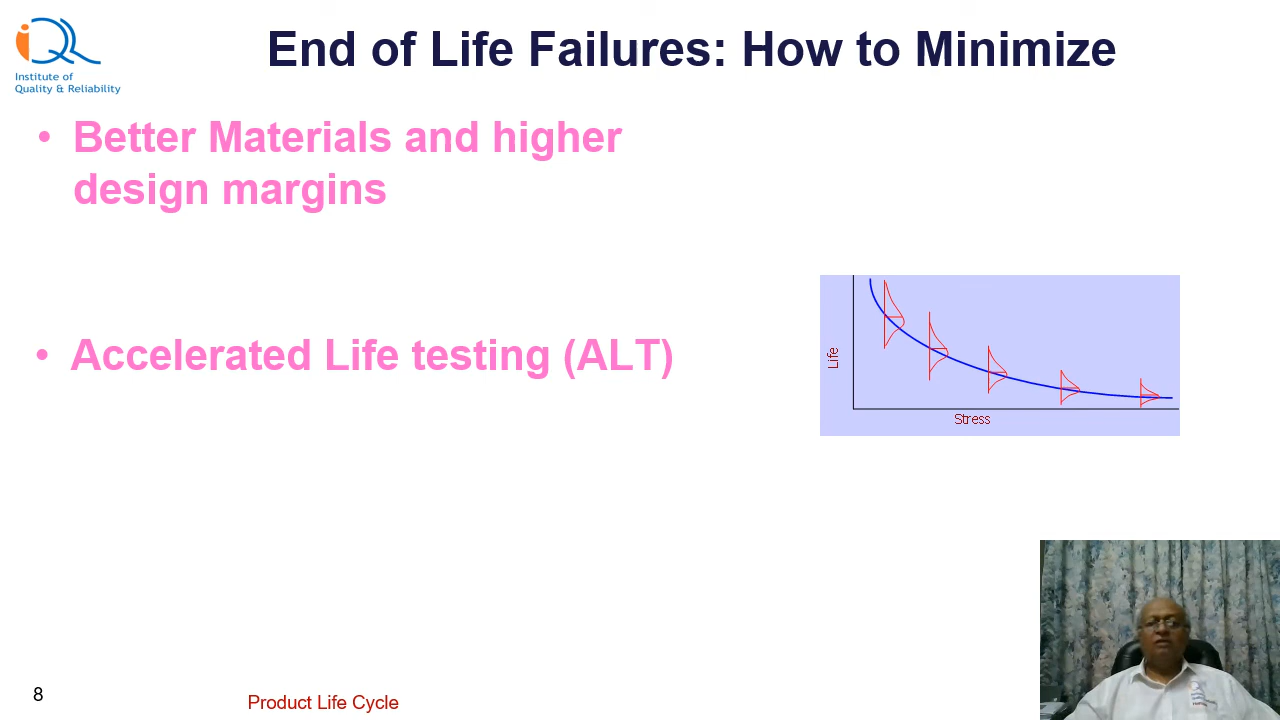 iQR
Institute of
Quality & Reliability
End of Life Failures: How to Minimize
• Better Materials and higher
design margins
• Accelerated Life testing (ALT)
Life
Stress
8
Product Life Cycle